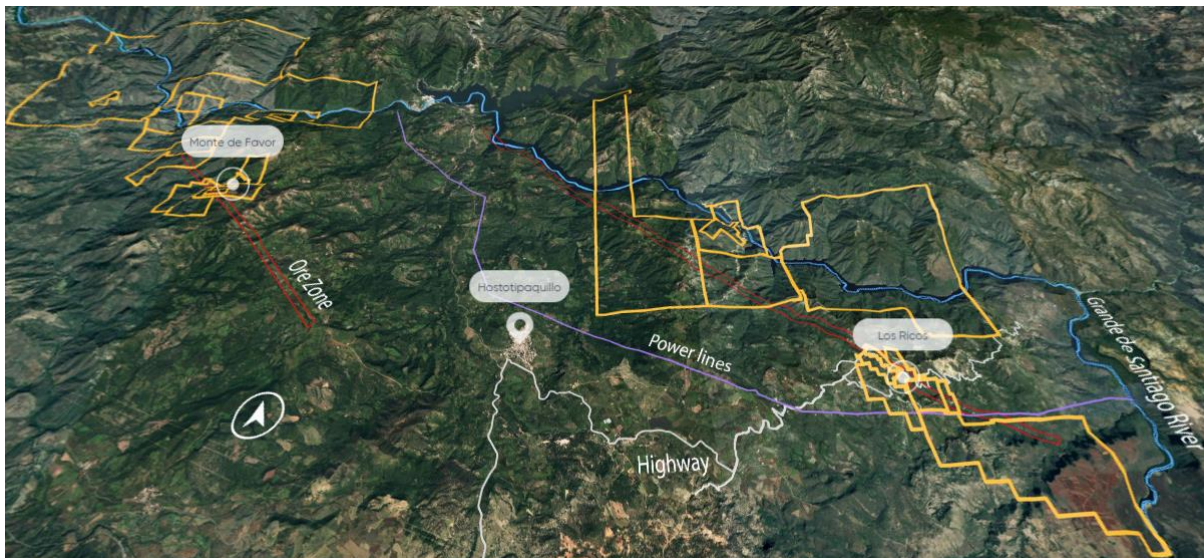 Monte de Favor
Ore Zone
Hostotipaquillo
Power lines
Los Ricos
Grande de Santiago River
Highway